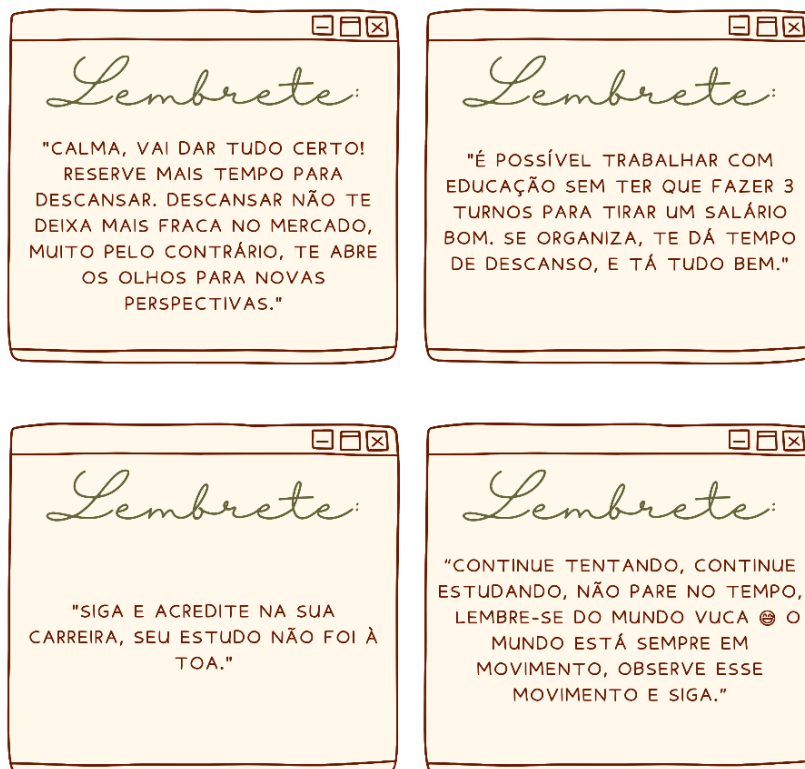 Lembrete:
"CALMA, VAI DAR TUDO CERTO!
RESERVE MAIS TEMPO PARA
DESCANSAR. DESCANSAR NÃO TE
DEIXA MAIS FRACA NO MERCADO,
MUITO PELO CONTRÁRIO, TE ABRE
OS OLHOS PARA NOVAS
PERSPECTIVAS."
Lembrete:
"É POSSÍVEL TRABALHAR COM
EDUCAÇÃO SEM TER QUE FAZER 3
TURNOS PARA TIRAR UM SALÁRIO
BOM. SE ORGANIZA, TE DÁ TEMPO
DE DESCANSO, E TÁ TUDO BEM."
Lembrete:
"SIGA E ACREDITE NA SUA
CARREIRA, SEU ESTUDO NÃO FOI À
TOA."
Lembrete:
“CONTINUE TENTANDO, CONTINUE
ESTUDANDO, NÃO PARE NO TEMPO,
LEMBRE-SE DO MUNDO VUCA 😅 O
MUNDO ESTÁ SEMPRE EM
MOVIMENTO, OBSERVE ESSE
MOVIMENTO E SIGA.”